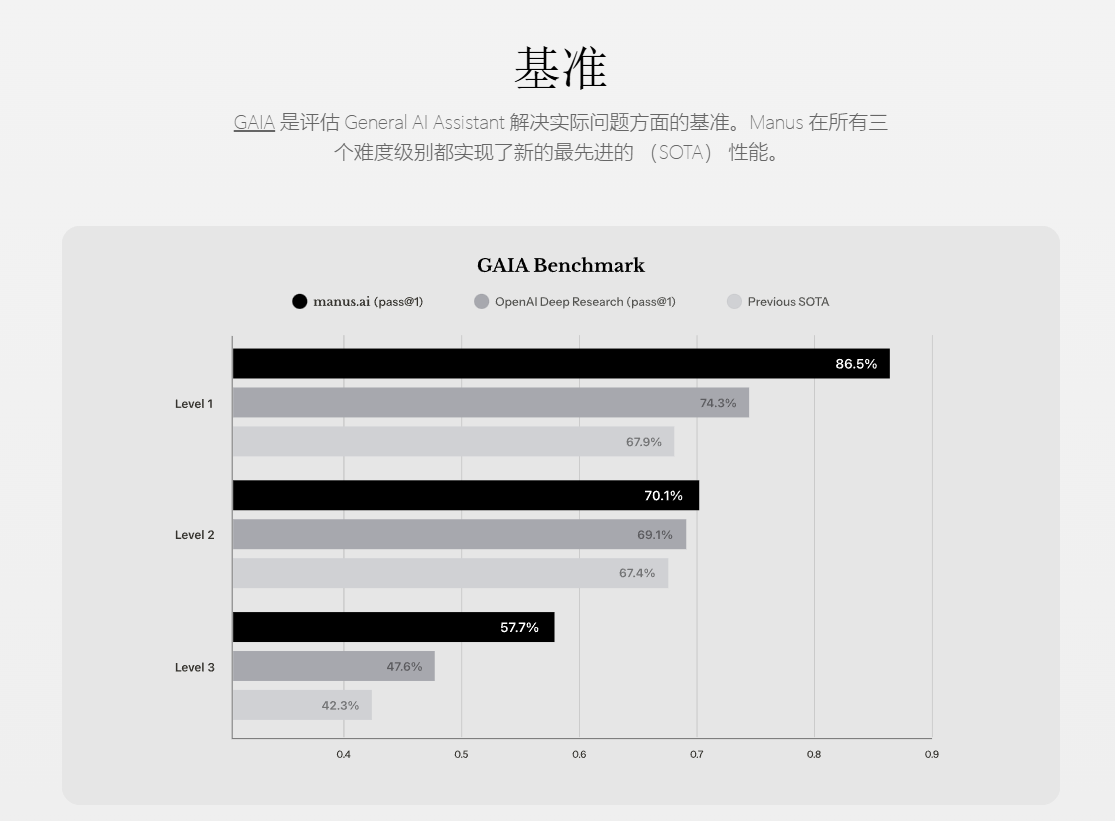 基准
GAIA 是评估 General AI Assistant 解决实际问题方面的基准。Manus 在所有三
个难度级别都实现了新的最先进的 （SOTA） 性能。
GAIA Benchmark
manus.ai (pass@1) OpenAI Deep Research (pass@1) Previous SOTA
86.5%
Level 1 74.3%
67.9%
70.1%
Level 2 69.1%
67.4%
57.7%
Level 3 47.6%
42.3%
0.4 0.5 0.6 0.7 0.8 0.9